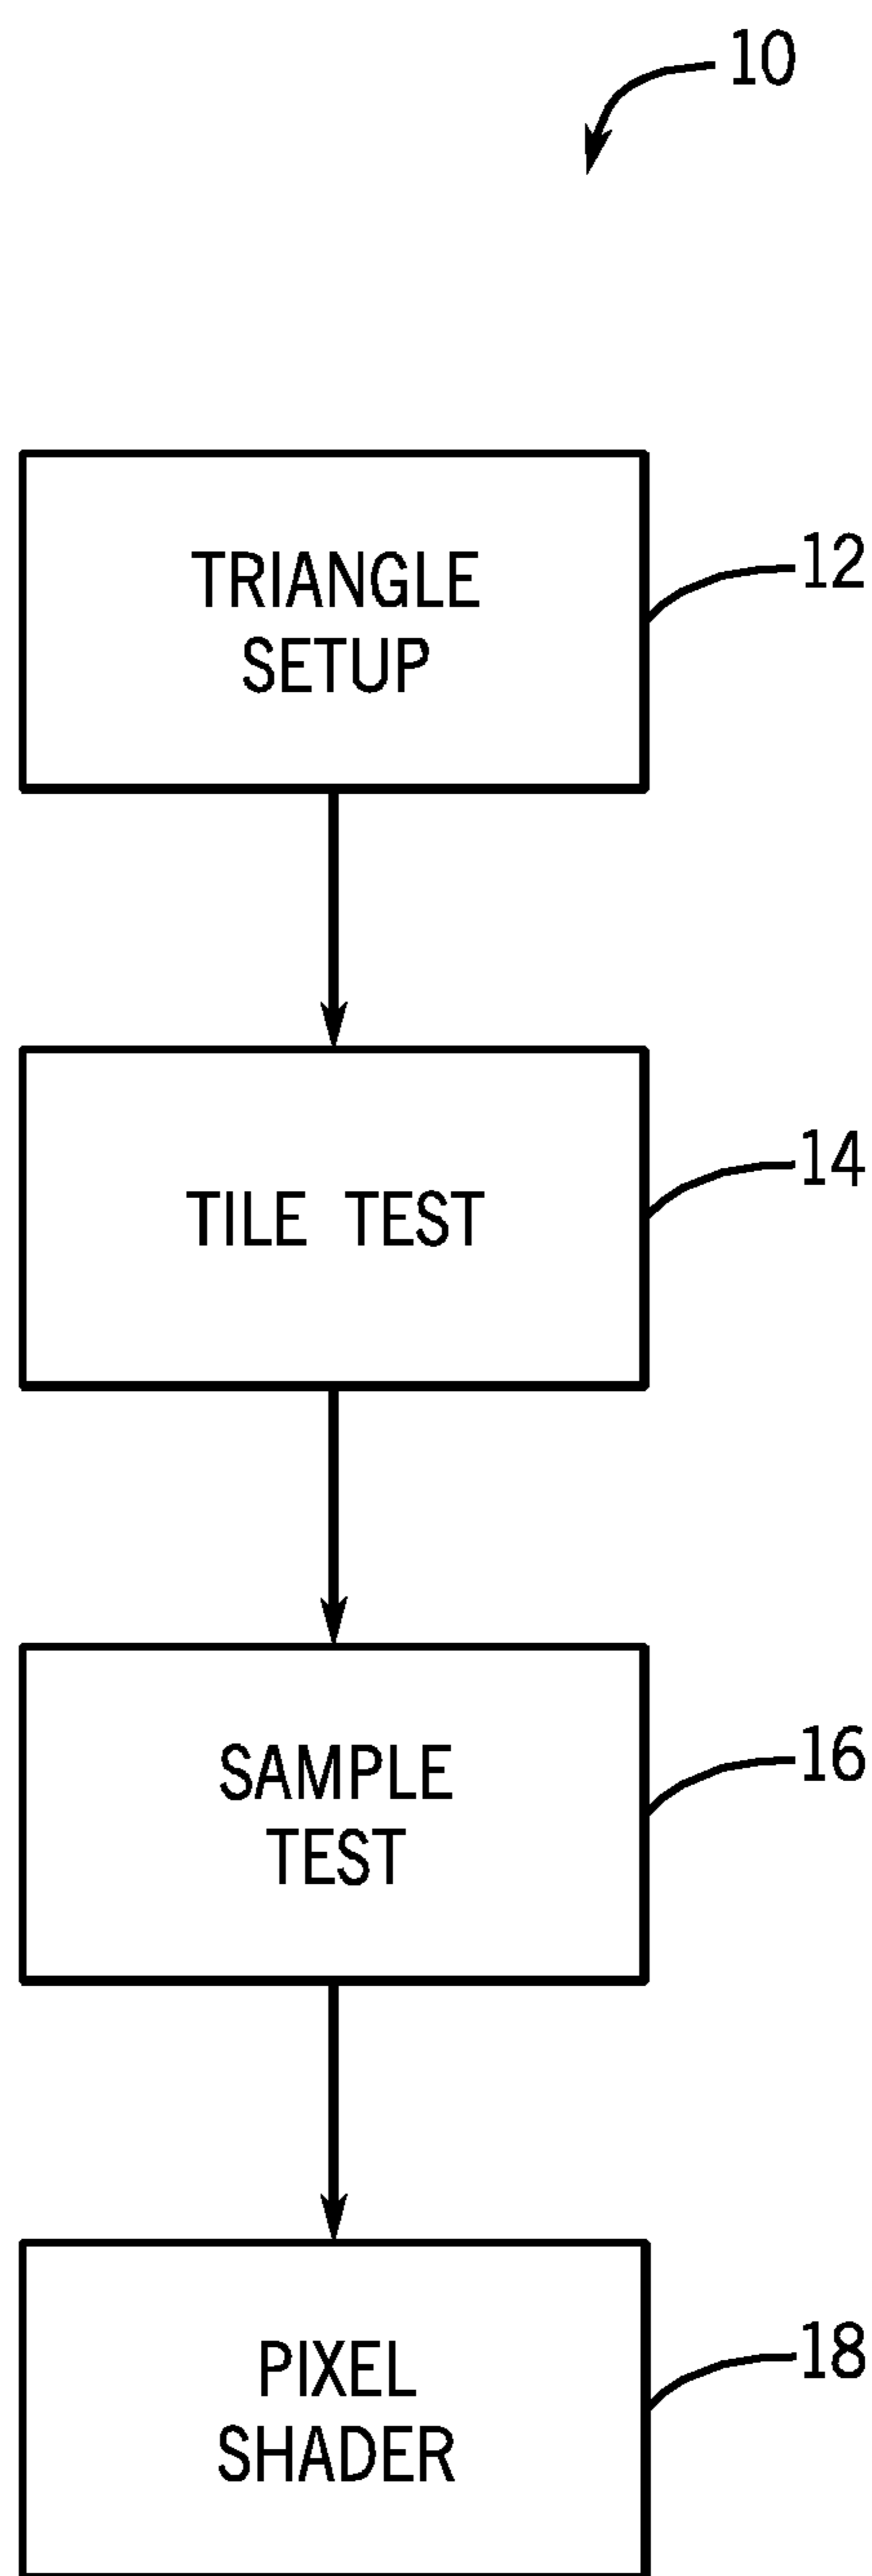 10
TRIANGLE
SETUP
12
TILE TEST
14
SAMPLE
TEST
16
PIXEL
SHADER
18